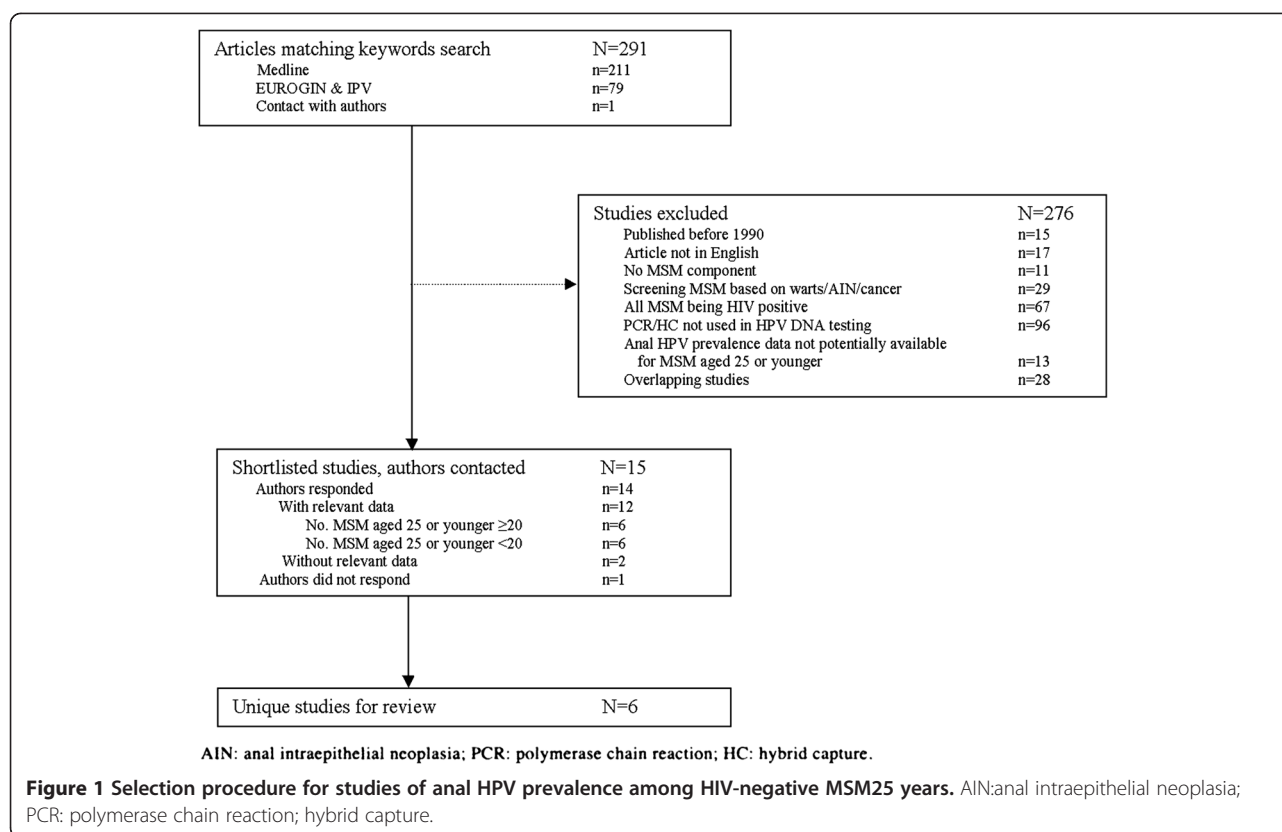 Articles matching keywords search N=291
Medline n=211
EUROGIN & IPV n=79
Contact with authors n=1
Studies excluded N=276
Published before 1990 n=15
Article not in English n=17
No MSM component n=11
Screening MSM based on warts/AIN/cancer n=29
All MSM being HIV positive n=67
PCR/HC not used in HPV DNA testing n=96
Anal HPV prevalence data not potentially available
for MSM aged 25 or younger n=13
Overlapping studies n=28
Shortlisted studies, authors contacted N=15
Authors responded n=14
With relevant data n=12
No. MSM aged 25 or younger ≥20 n=6
No. MSM aged 25 or younger <20 n=6
Without relevant data n=2
Authors did not respond n=1
Unique studies for review N=6
AIN: anal intraepithelial neoplasia; PCR: polymerase chain reaction; HC: hybrid capture.
Figure 1 Selection procedure for studies of anal HPV prevalence among HIV-negative MSM25 years. AIN:anal intraepithelial neoplasia;
PCR: polymerase chain reaction; hybrid capture.